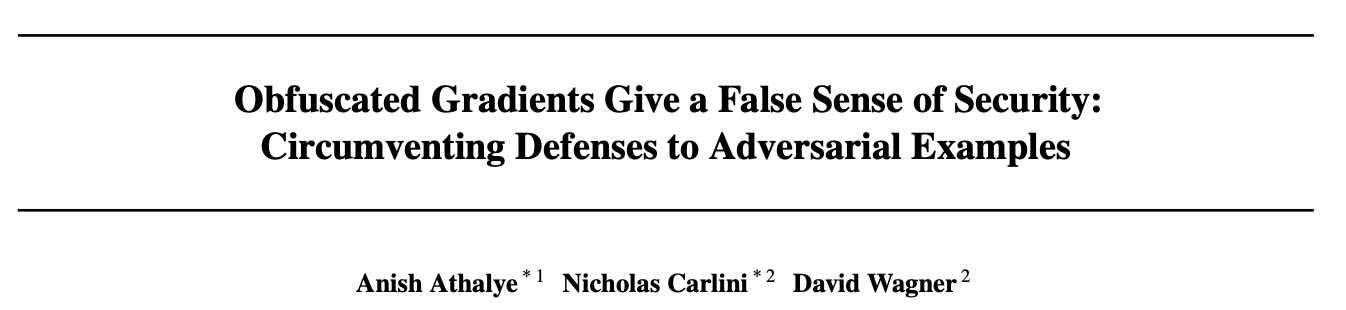 Obfuscated Gradients Give a False Sense of Security:
Circumventing Defenses to Adversarial Examples
Anish Athalye * 1 Nicholas Carlini * 2 David Wagner 2